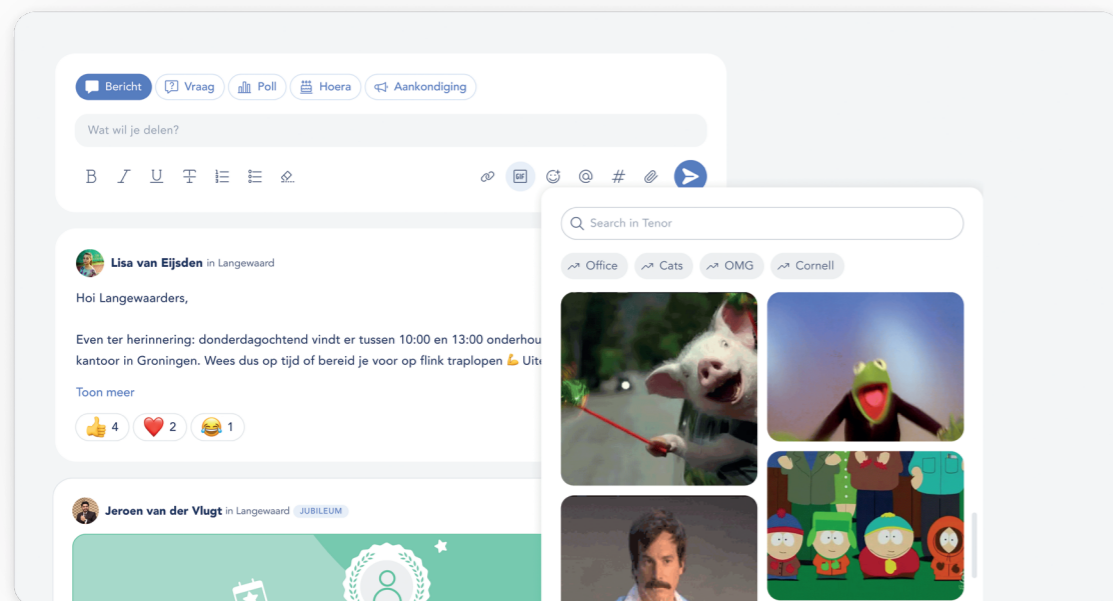 Bericht
Vraag
Poll
Hoera
Aankondiging
Wat wil je delen?
GIF
Search in Tenor
Office
Cats
OMG
Cornell
Lisa van Eijsden in Langewaard
Hoi Langewaarders,
Even ter herinnering: donderdagochtend vindt er tussen 10:00 en 13:00
kantoor in Groningen. Wees dus op tijd of bereid je voor op flink traplopen 💪
Toon meer
👍 4
❤️ 2
😂 1
Jeroen van der Vlugt in Langewaard JUBILEUM